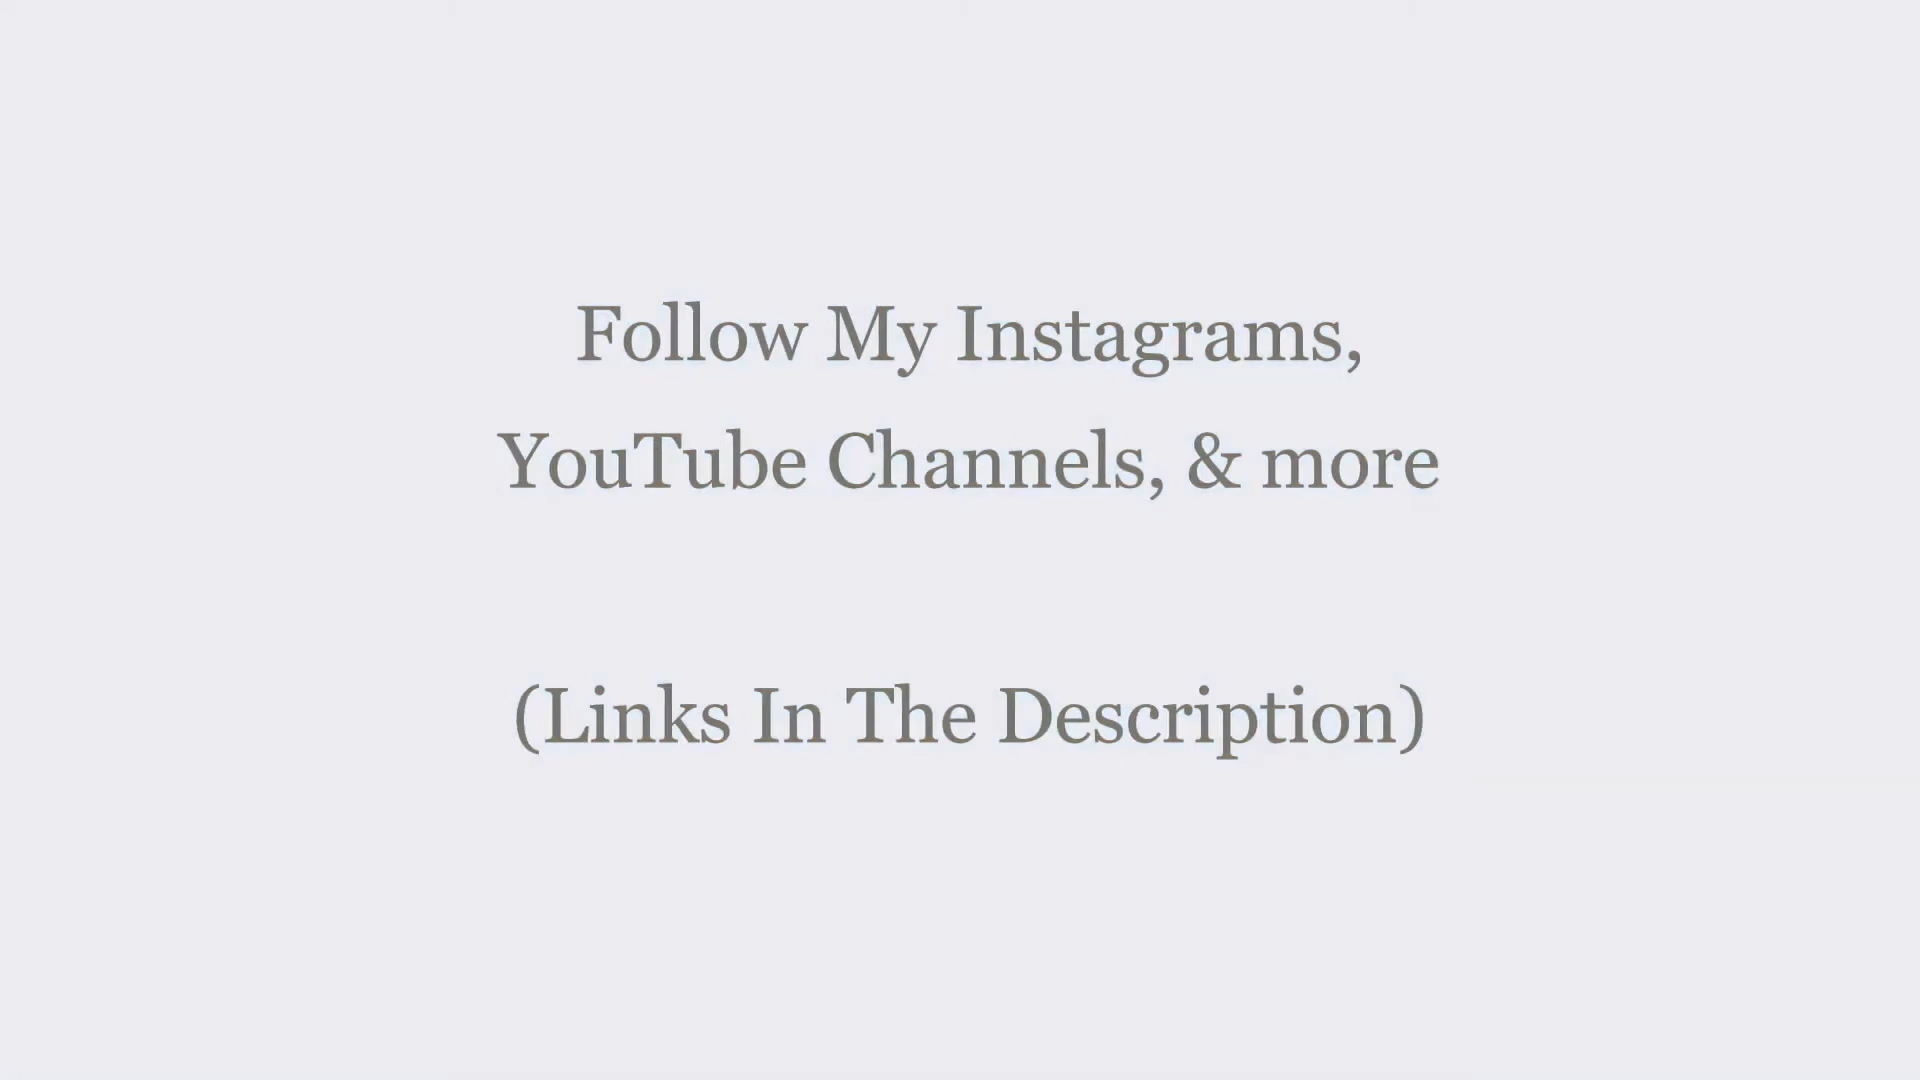 Follow My Instagrams,
YouTube Channels, & more
(Links In The Description)